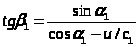 tgβ₁ = sin α₁ / (cos α₁ − u / c₁)